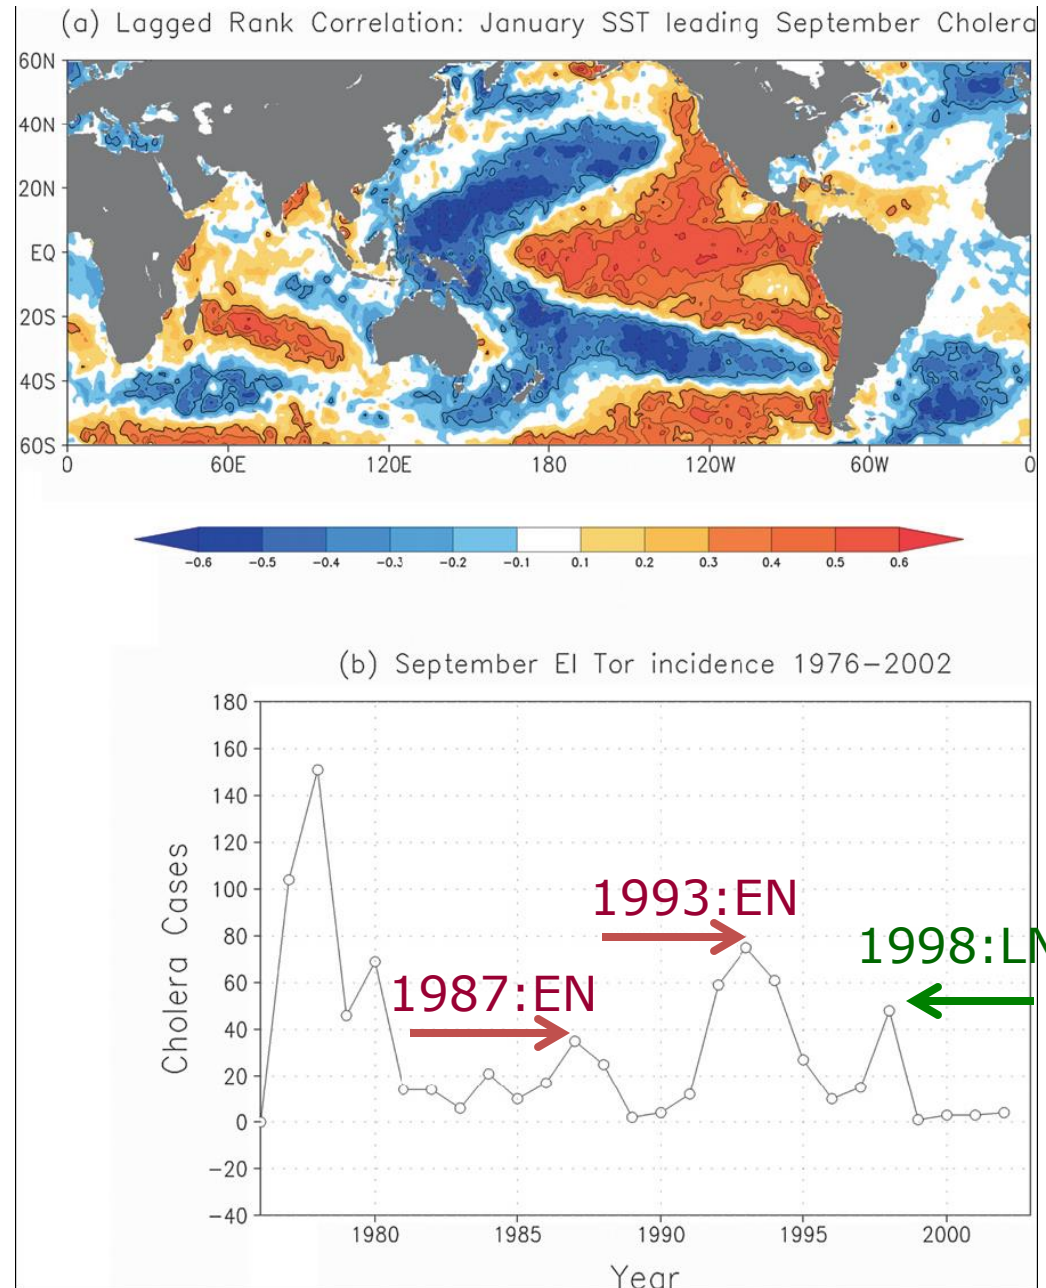 (a) Lagged Rank Correlation: January SST leading September Cholera
60N
40N
20N
EQ
20S
40S
60S
0 60E 120E 180 120W 60W 0
-0.6 -0.5 -0.4 -0.3 -0.2 -0.1 0.1 0.2 0.3 0.4 0.5 0.6
(b) September El Tor incidence 1976-2002
180
160
140
120
100
80
60
40
20
0
-20
-40
Cholera Cases
1993:EN
1998:LN
1987:EN
1980 1985 1990 1995 2000
Year